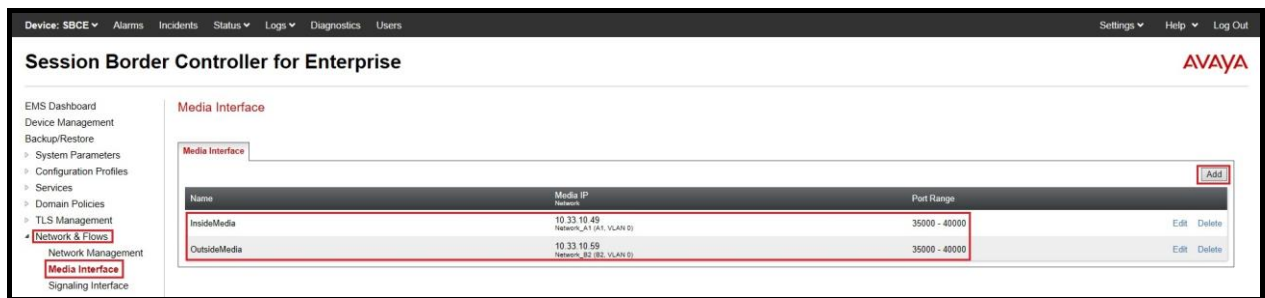 Device: SBCE Alarms Incidents Status Logs Diagnostics Users Settings Help Log Out
Session Border Controller for Enterprise
AVAYA
EMS Dashboard
Device Management
Backup/Restore
System Parameters
Configuration Profiles
Services
Domain Policies
TLS Management
Network & Flows
Network Management
Media Interface
Signaling Interface
Media Interface
Media Interface
Add
Name Media IP Port Range
Network
InsideMedia 10.33.10.49 35000 - 40000 Edit Delete
Network_A1 (A1, VLAN 0)
OutsideMedia 10.33.10.59 35000 - 40000 Edit Delete
Network_B2 (B2, VLAN 0)